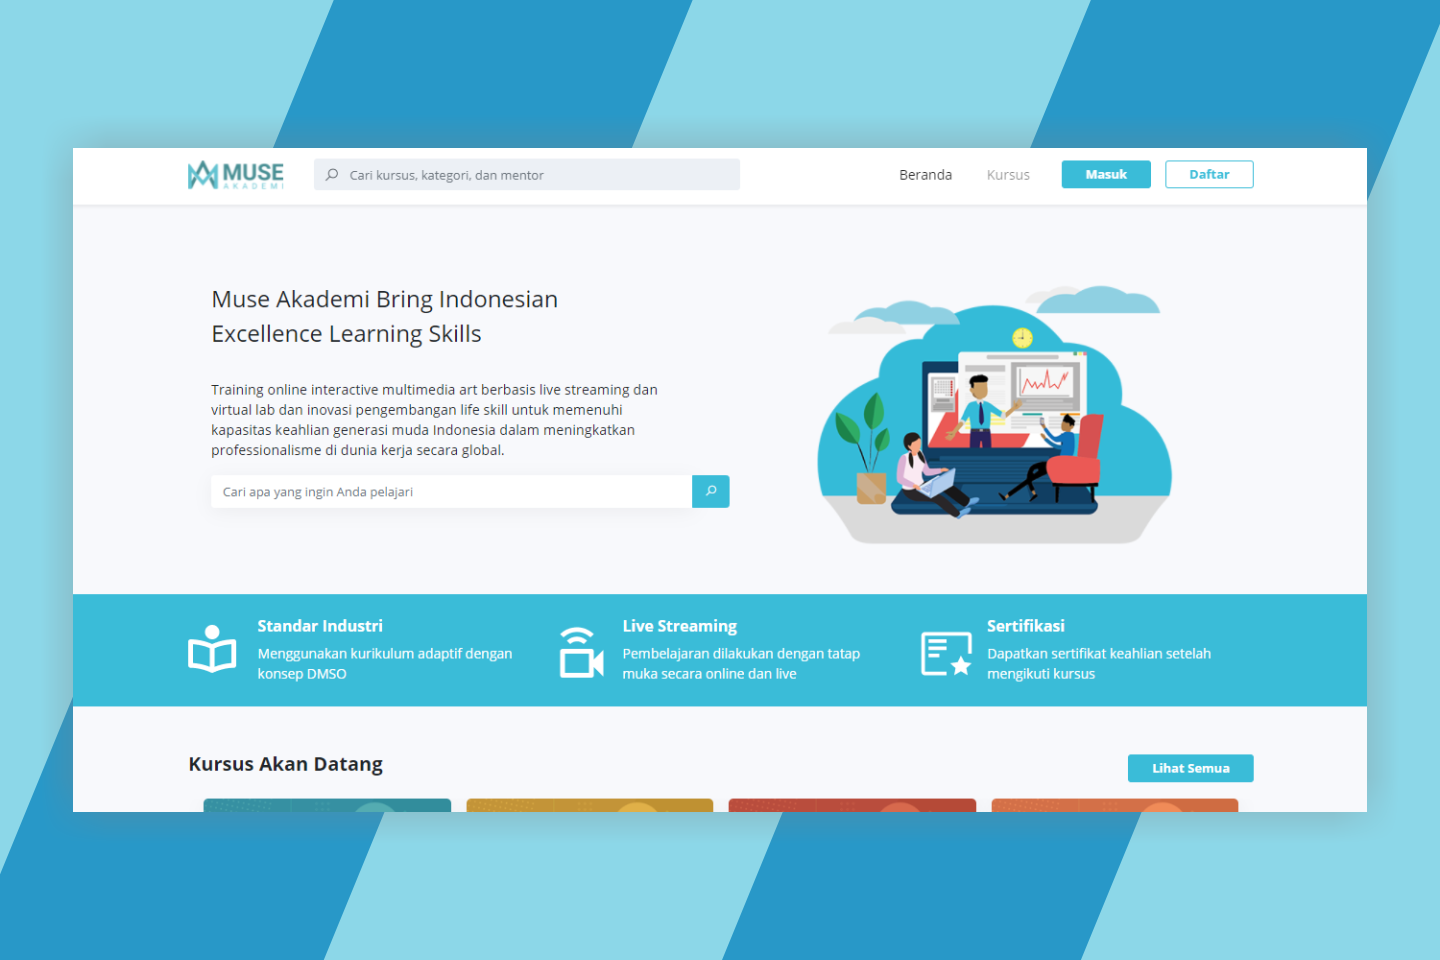 MUSE
AKADEMI
Cari kursus, kategori, dan mentor
Beranda
Kursus
Masuk
Daftar
Muse Akademi Bring Indonesian
Excellence Learning Skills
Training online interactive multimedia art berbasis live streaming dan
virtual lab dan inovasi pengembangan life skill untuk memenuhi
kapasitas keahlian generasi muda Indonesia dalam meningkatkan
professionalisme di dunia kerja secara global.
Cari apa yang ingin Anda pelajari
Standar Industri
Menggunakan kurikulum adaptif dengan
konsep DMSO
Live Streaming
Pembelajaran dilakukan dengan tatap
muka secara online dan live
Sertifikasi
Dapatkan sertifikat keahlian setelah
mengikuti kursus
Kursus Akan Datang
Lihat Semua